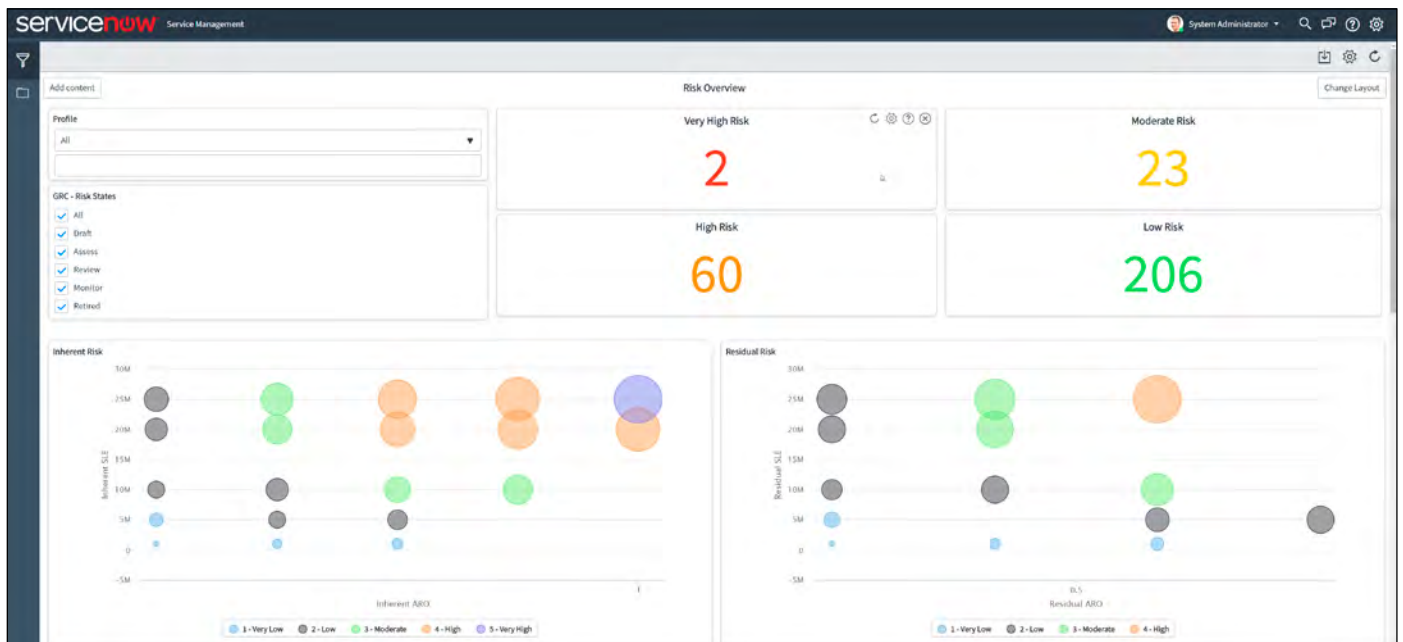 servicenow Service Management System Administrator
Add content Risk Overview Change Layout
Profile
All
GRC - Risk States
All
Draft
Assess
Review
Monitor
Retired
Very High Risk
2
Moderate Risk
23
High Risk
60
Low Risk
206
Inherent Risk
30M
25M
20M
15M
10M
5M
0
-5M
Inherent SLE
1
Inherent ARO
1 - Very Low 2 - Low 3 - Moderate 4 - High 5 - Very High
Residual Risk
30M
25M
20M
15M
10M
5M
0
-5M
Residual SLE
0.5
Residual ARO
1 - Very Low 2 - Low 3 - Moderate 4 - High